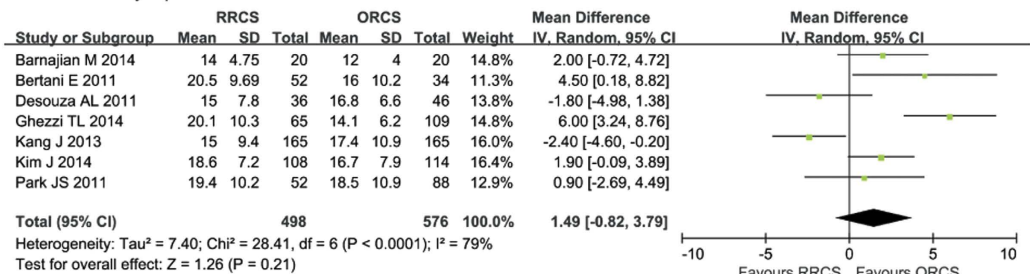 RRCS ORCS Mean Difference Mean Difference
Study or Subgroup Mean SD Total Mean SD Total Weight IV, Random, 95% CI IV, Random, 95% CI
Barnajian M 2014 14 4.75 20 12 4 20 14.8% 2.00 [-0.72, 4.72]
Bertani E 2011 20.5 9.69 52 16 10.2 34 11.3% 4.50 [0.18, 8.82]
Desouza AL 2011 15 7.8 36 16.8 6.6 46 13.8% -1.80 [-4.98, 1.38]
Ghezzi TL 2014 20.1 10.3 65 14.1 6.2 109 14.8% 6.00 [3.24, 8.76]
Kang J 2013 15 9.4 165 17.4 10.9 165 16.0% -2.40 [-4.60, -0.20]
Kim J 2014 18.6 7.2 108 16.7 7.9 114 16.4% 1.90 [-0.09, 3.89]
Park JS 2011 19.4 10.2 52 18.5 10.9 88 12.9% 0.90 [-2.69, 4.49]
Total (95% CI) 498 576 100.0% 1.49 [-0.82, 3.79]
Heterogeneity: Tau² = 7.40; Chi² = 28.41, df = 6 (P < 0.0001); I² = 79%
Test for overall effect: Z = 1.26 (P = 0.21)
-10 -5 0 5 10
Favours RRCS Favours ORCS